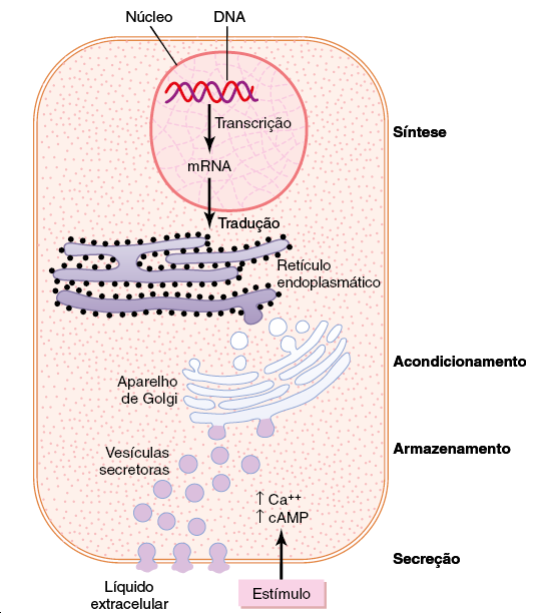 Núcleo
DNA
Transcrição
Síntese
mRNA
Tradução
Retículo
endoplasmático
Acondicionamento
Aparelho
de Golgi
Armazenamento
Vesículas
secretoras
↑ Ca++
↑ cAMP
Secreção
Líquido
extracelular
Estímulo